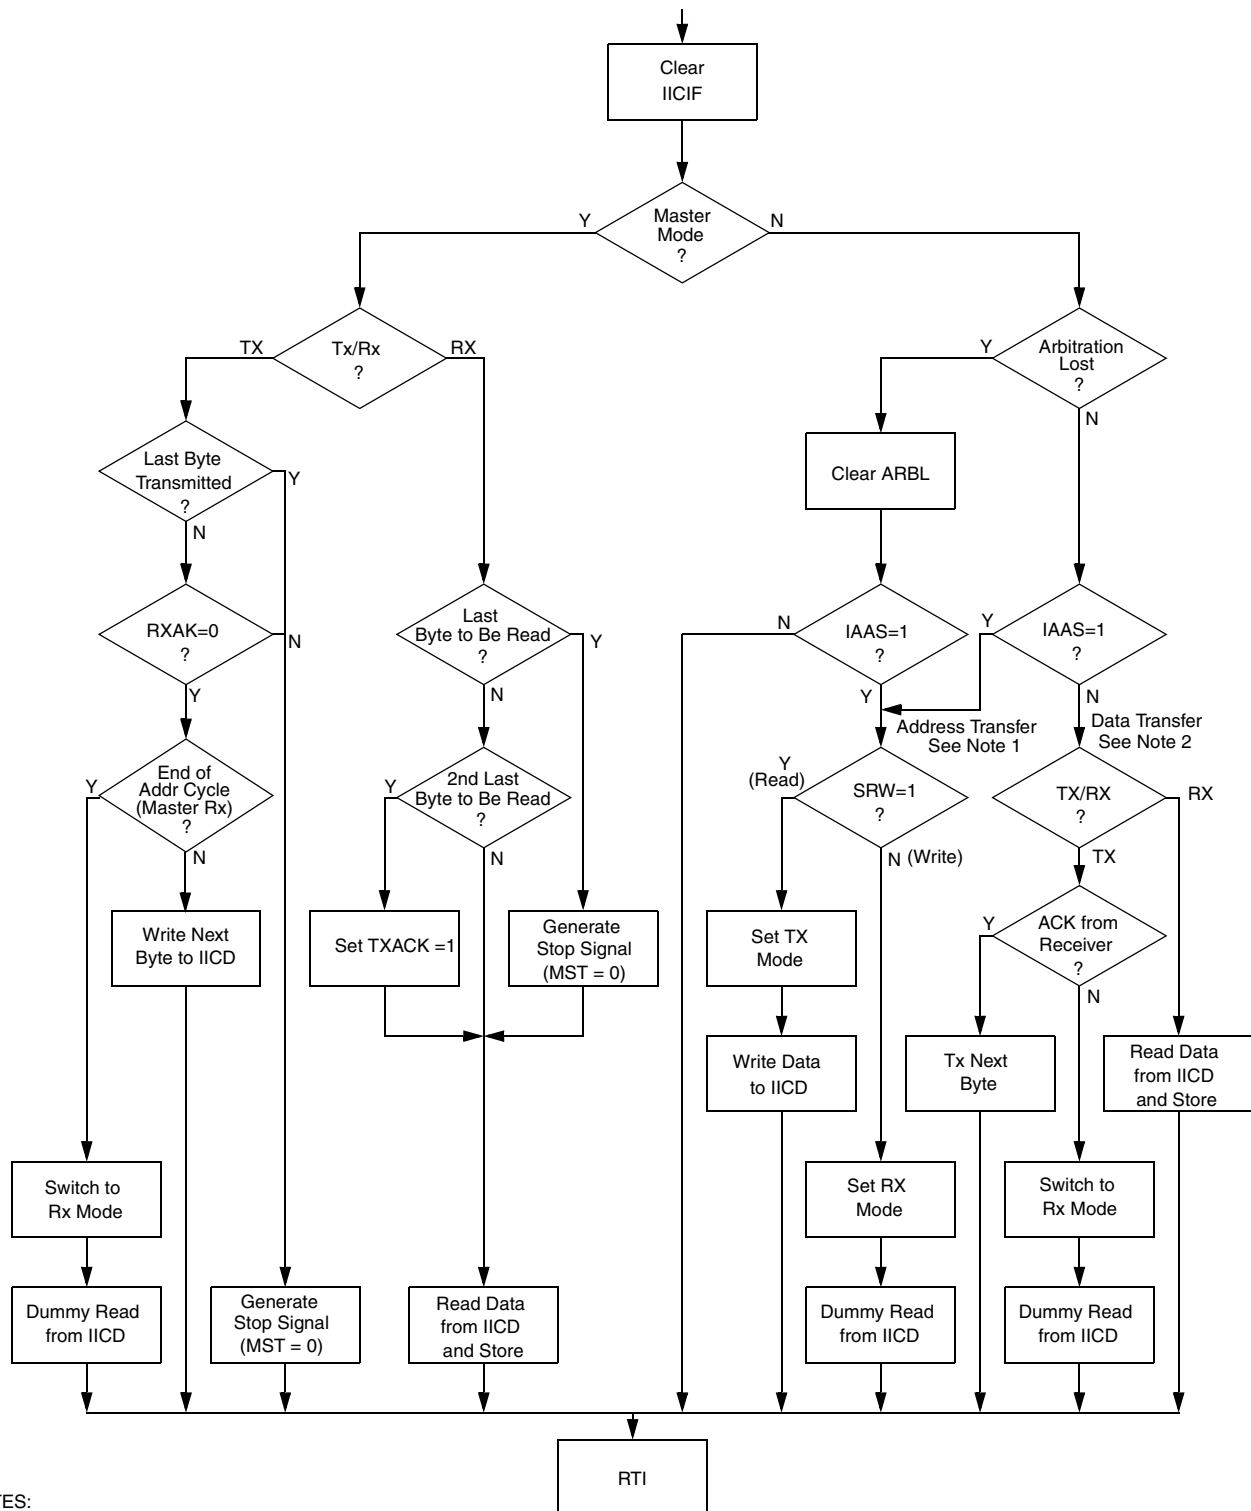 Clear
IICIF
Master
Mode
?
Y
N
Tx/Rx
?
TX
RX
Arbitration
Lost
?
Y
N
Last Byte
Transmitted
?
Y
N
Clear ARBL
RXAK=0
?
N
Y
Last
Byte to Be Read
?
Y
N
IAAS=1
?
N
Y
IAAS=1
?
Y
N
Address Transfer
See Note 1
Data Transfer
See Note 2
End of
Addr Cycle
(Master Rx)
?
Y
N
2nd Last
Byte to Be Read
?
Y
N
Y
(Read)
SRW=1
?
N (Write)
TX/RX
?
RX
TX
Write Next
Byte to IICD
Set TXACK =1
Generate
Stop Signal
(MST = 0)
Set TX
Mode
ACK from
Receiver
?
Y
N
Write Data
to IICD
Tx Next
Byte
Read Data
from IICD
and Store
Switch to
Rx Mode
Set RX
Mode
Switch to
Rx Mode
Dummy Read
from IICD
Generate
Stop Signal
(MST = 0)
Read Data
from IICD
and Store
Dummy Read
from IICD
Dummy Read
from IICD
RTI
TES: